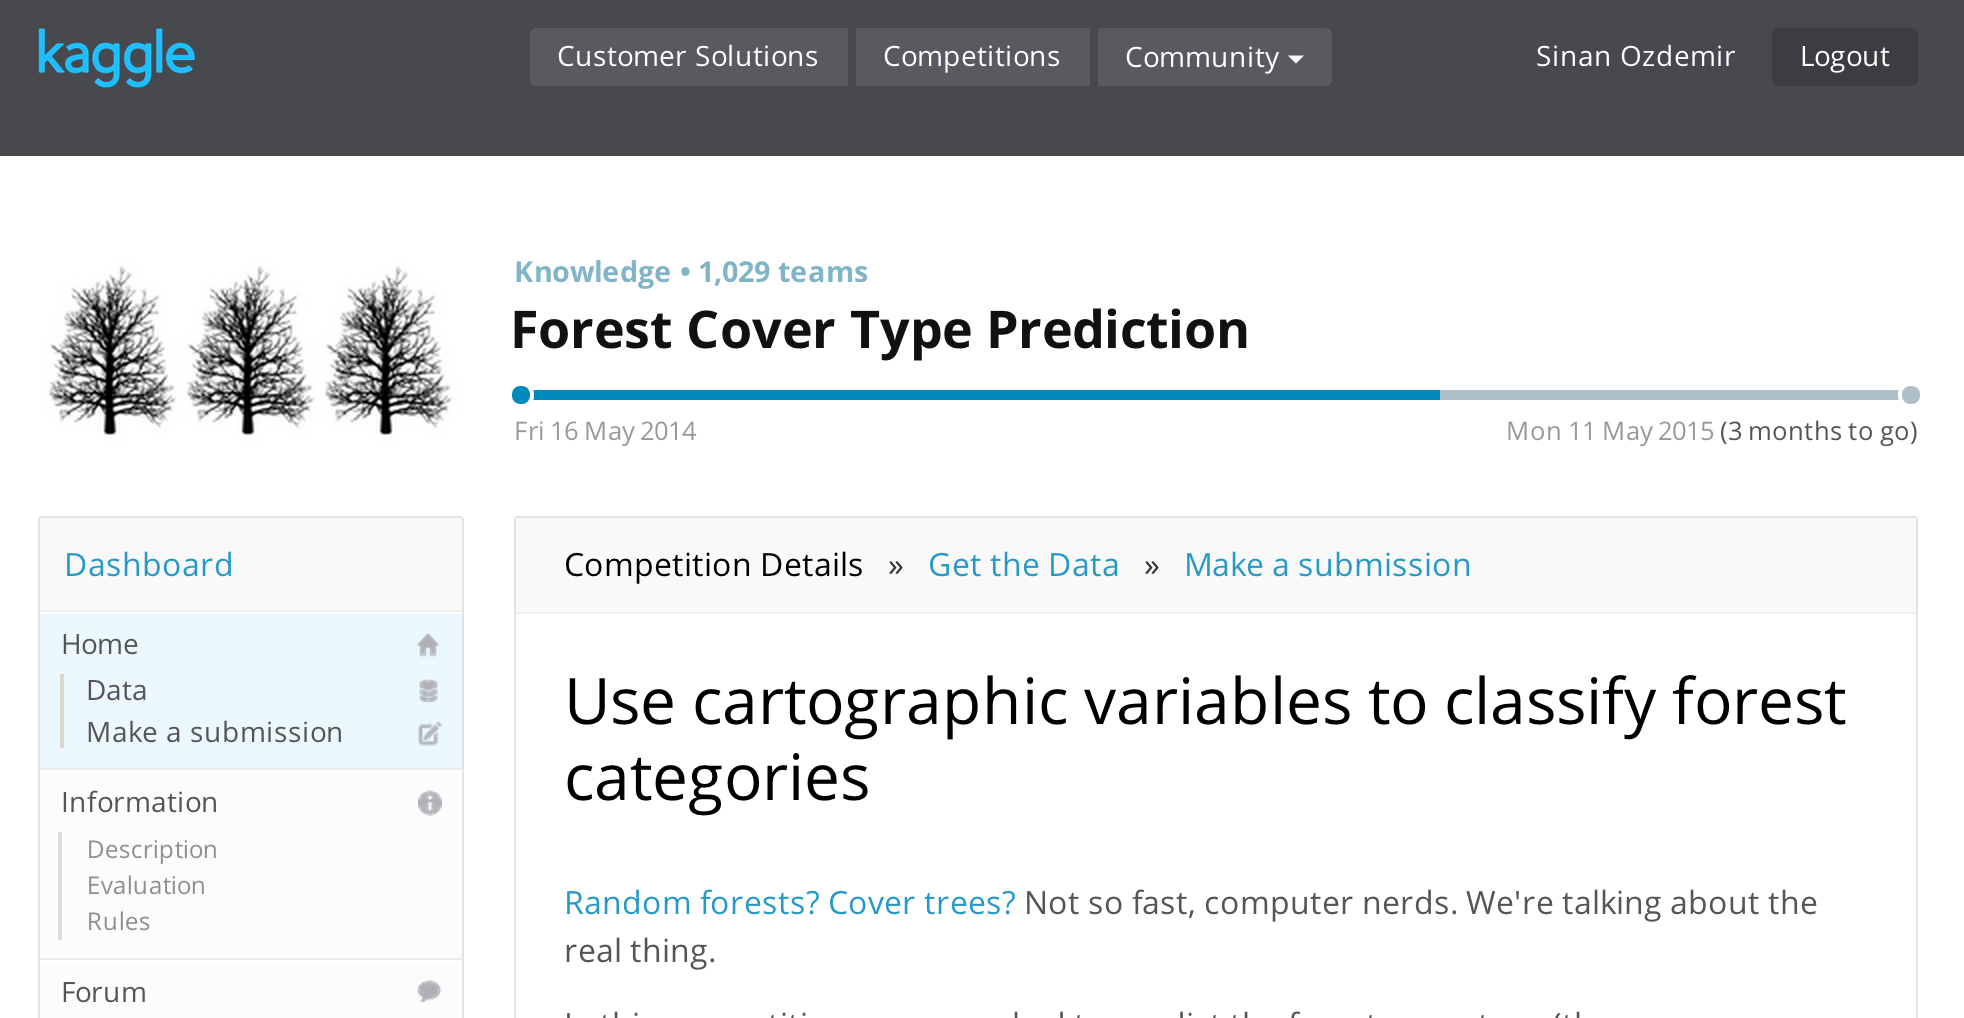 kaggle
Customer Solutions
Competitions
Community
Sinan Ozdemir
Logout
Knowledge • 1,029 teams
Forest Cover Type Prediction
Fri 16 May 2014
Mon 11 May 2015 (3 months to go)
Dashboard
Home
Data
Make a submission
Information
Description
Evaluation
Rules
Forum
Competition Details » Get the Data » Make a submission
Use cartographic variables to classify forest
categories
Random forests? Cover trees? Not so fast, computer nerds. We're talking about the
real thing.